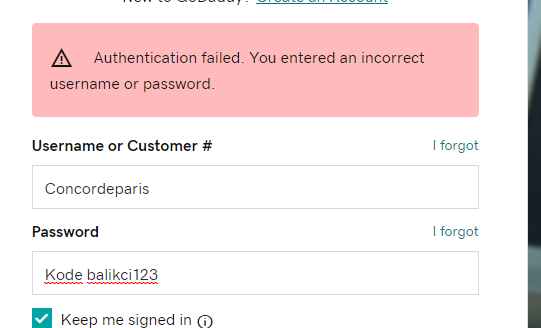 New to GoDaddy? Create an Account
Authentication failed. You entered an incorrect
username or password.
Username or Customer # I forgot
Concordeparis
Password I forgot
Kode balikci123
Keep me signed in